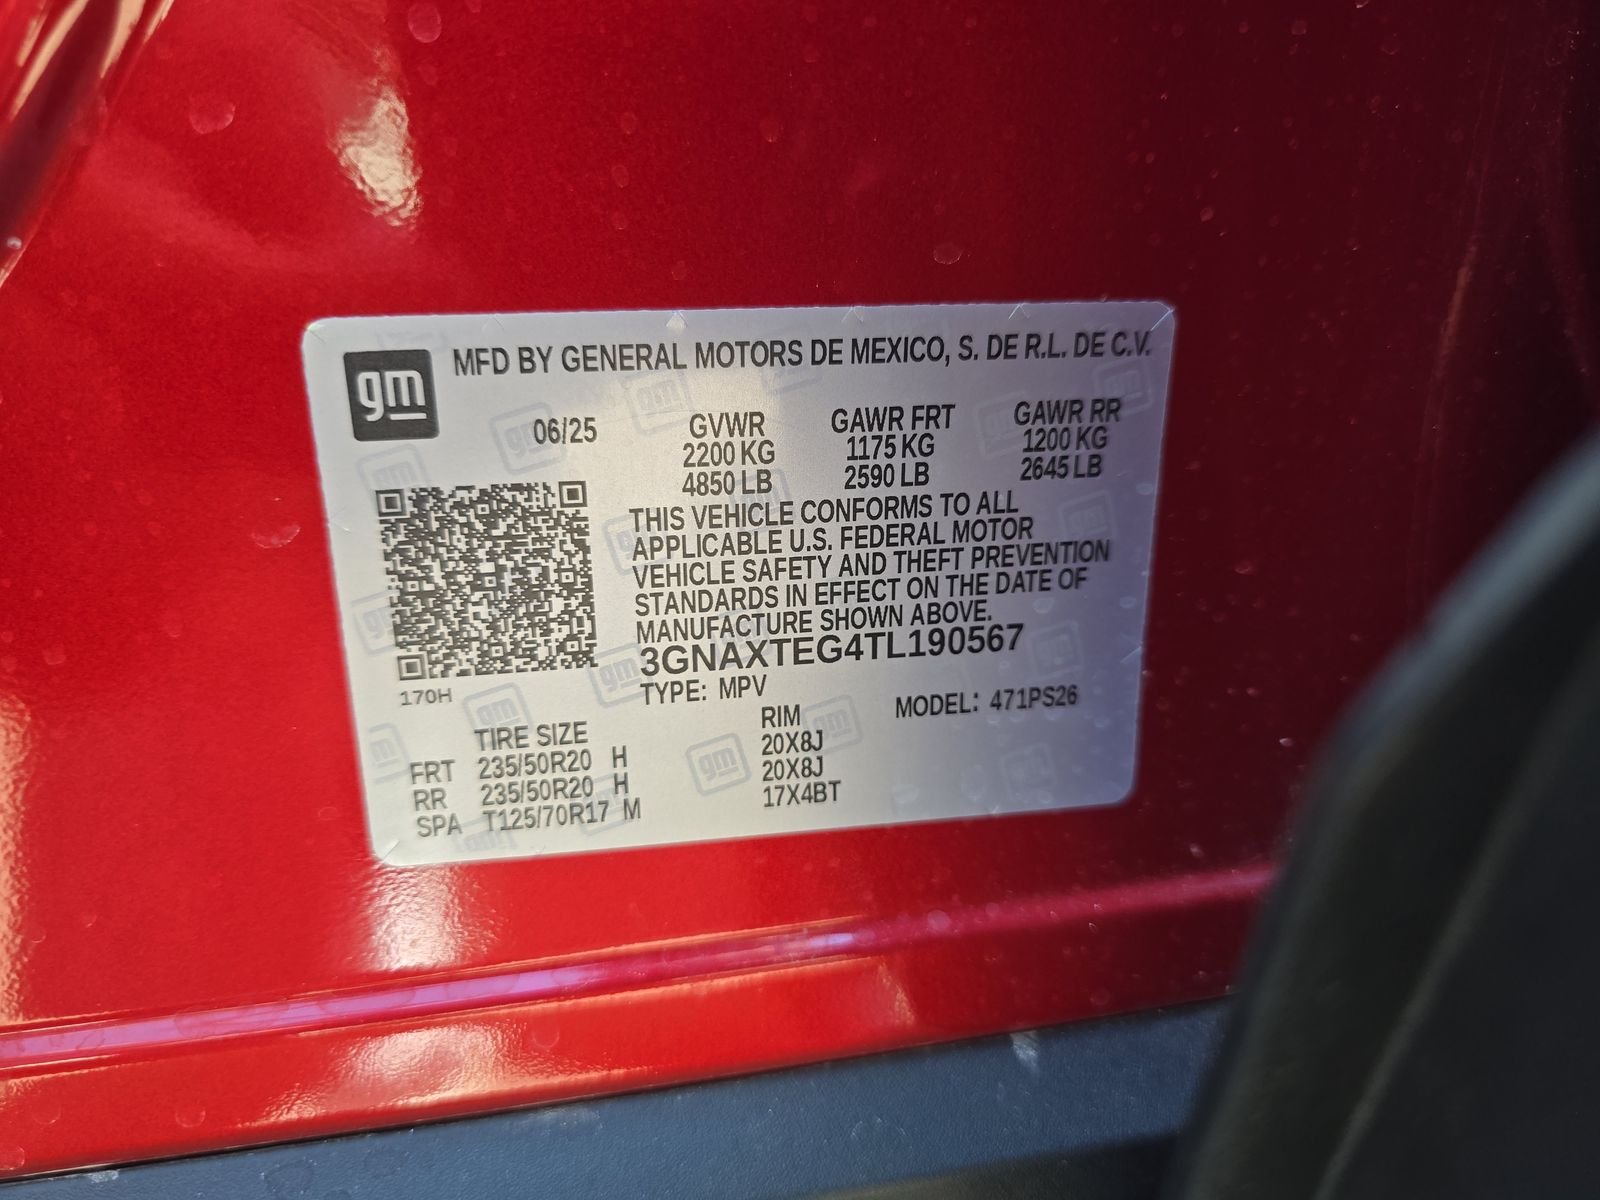 gm
MFD BY GENERAL MOTORS DE MEXICO, S. DE R.L. DE C.V.
06/25 GVWR GAWR FRT GAWR RR
2200 KG 1175 KG 1200 KG
4850 LB 2590 LB 2645 LB
THIS VEHICLE CONFORMS TO ALL
APPLICABLE U.S. FEDERAL MOTOR
VEHICLE SAFETY AND THEFT PREVENTION
STANDARDS IN EFFECT ON THE DATE OF
MANUFACTURE SHOWN ABOVE.
3GNAXTEG4TL190567
170H TYPE: MPV MODEL: 471PS26
TIRE SIZE RIM
FRT 235/50R20 H 20X8J
RR 235/50R20 H 20X8J
SPA T125/70R17 M 17X4BT